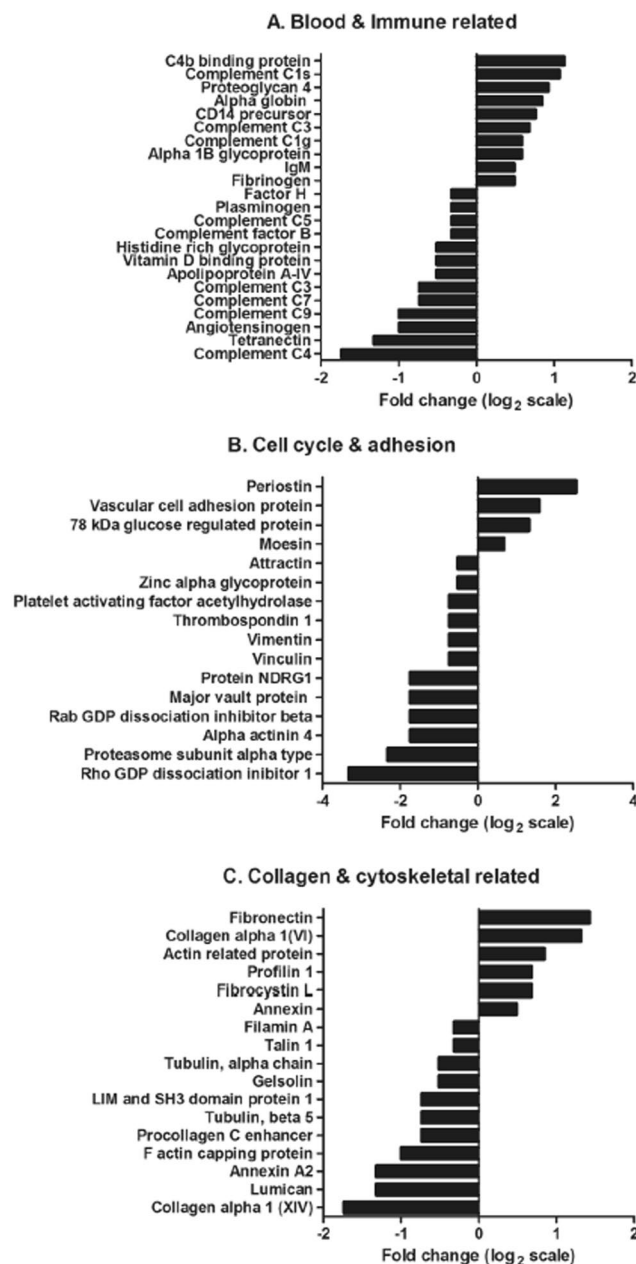 A. Blood & Immune related
C4b binding protein
Complement C1s
Proteoglycan 4
Alpha globin
CD14 precursor
Complement C3
Complement C1g
Alpha 1B glycoprotein
IgM
Fibrinogen
Factor H
Plasminogen
Complement C5
Complement factor B
Histidine rich glycoprotein
Vitamin D binding protein
Apolipoprotein A-IV
Complement C3
Complement C7
Complement C9
Angiotensinogen
Tetranectin
Complement C4
-2 -1 0 1 2
Fold change (log2 scale)
B. Cell cycle & adhesion
Periostin
Vascular cell adhesion protein
78 kDa glucose regulated protein
Moesin
Attractin
Zinc alpha glycoprotein
Platelet activating factor acetylhydrolase
Thrombospondin 1
Vimentin
Vinculin
Protein NDRG1
Major vault protein
Rab GDP dissociation inhibitor beta
Alpha actinin 4
Proteasome subunit alpha type
Rho GDP dissociation inibitor 1
-4 -2 0 2 4
Fold change (log2 scale)
C. Collagen & cytoskeletal related
Fibronectin
Collagen alpha 1(VI)
Actin related protein
Profilin 1
Fibrocystin L
Annexin
Filamin A
Talin 1
Tubulin, alpha chain
Gelsolin
LIM and SH3 domain protein 1
Tubulin, beta 5
Procollagen C enhancer
F actin capping protein
Annexin A2
Lumican
Collagen alpha 1 (XIV)
-2 -1 0 1 2
Fold change (log2 scale)